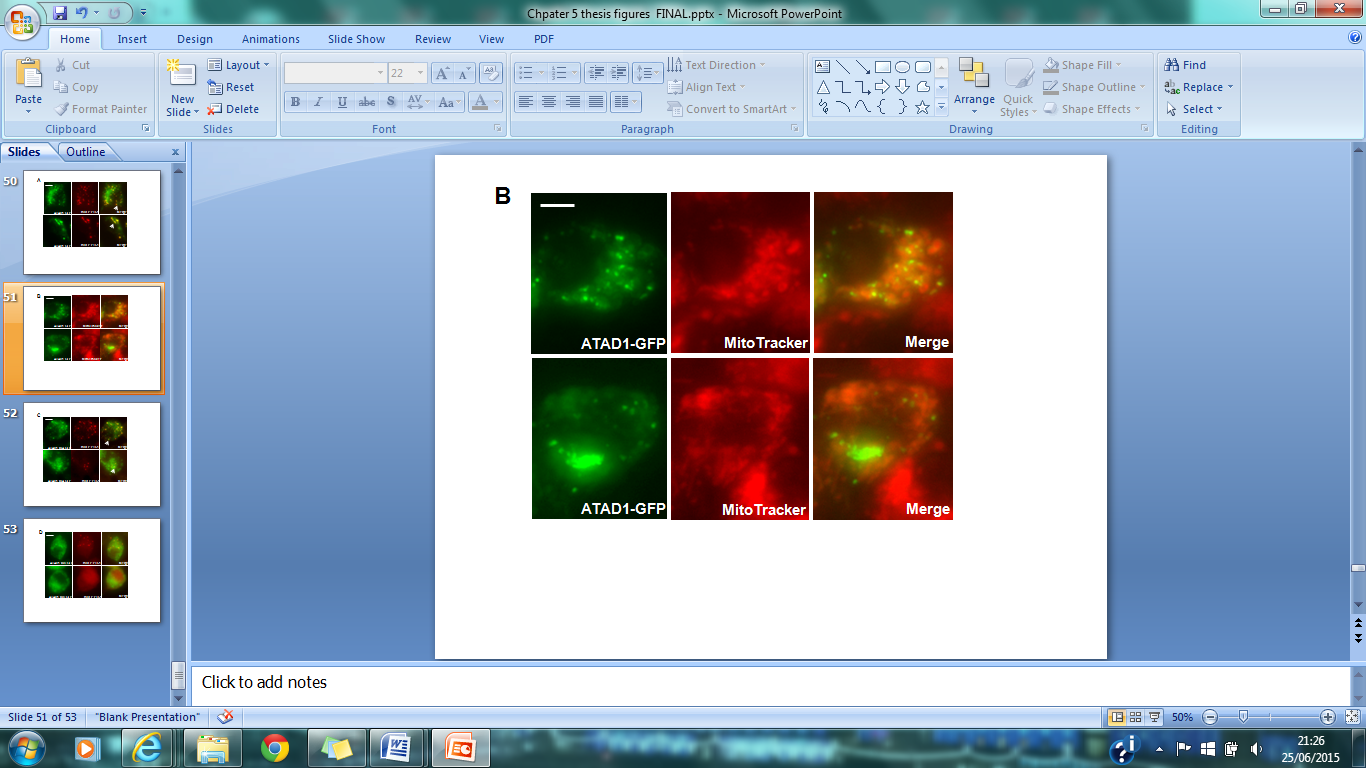 Chpater 5 thesis figures FINAL.pptx - Microsoft PowerPoint
Home Insert Design Animations Slide Show Review View PDF
Paste
Cut
Copy
Format Painter
Clipboard
New Slide
Layout
Reset
Delete
Slides
22
B I U abc S AV Aa A
Font
Text Direction
Align Text
Convert to SmartArt
Paragraph
Arrange
Quick Styles
Shape Fill
Shape Outline
Shape Effects
Drawing
Find
Replace
Select
Editing
Slides Outline
50
A
51
B
52
C
53
D
B
ATAD1-GFP MitoTracker Merge
ATAD1-GFP MitoTracker Merge
Click to add notes
Slide 51 of 53 "Blank Presentation" 50%
21:26
25/06/2015